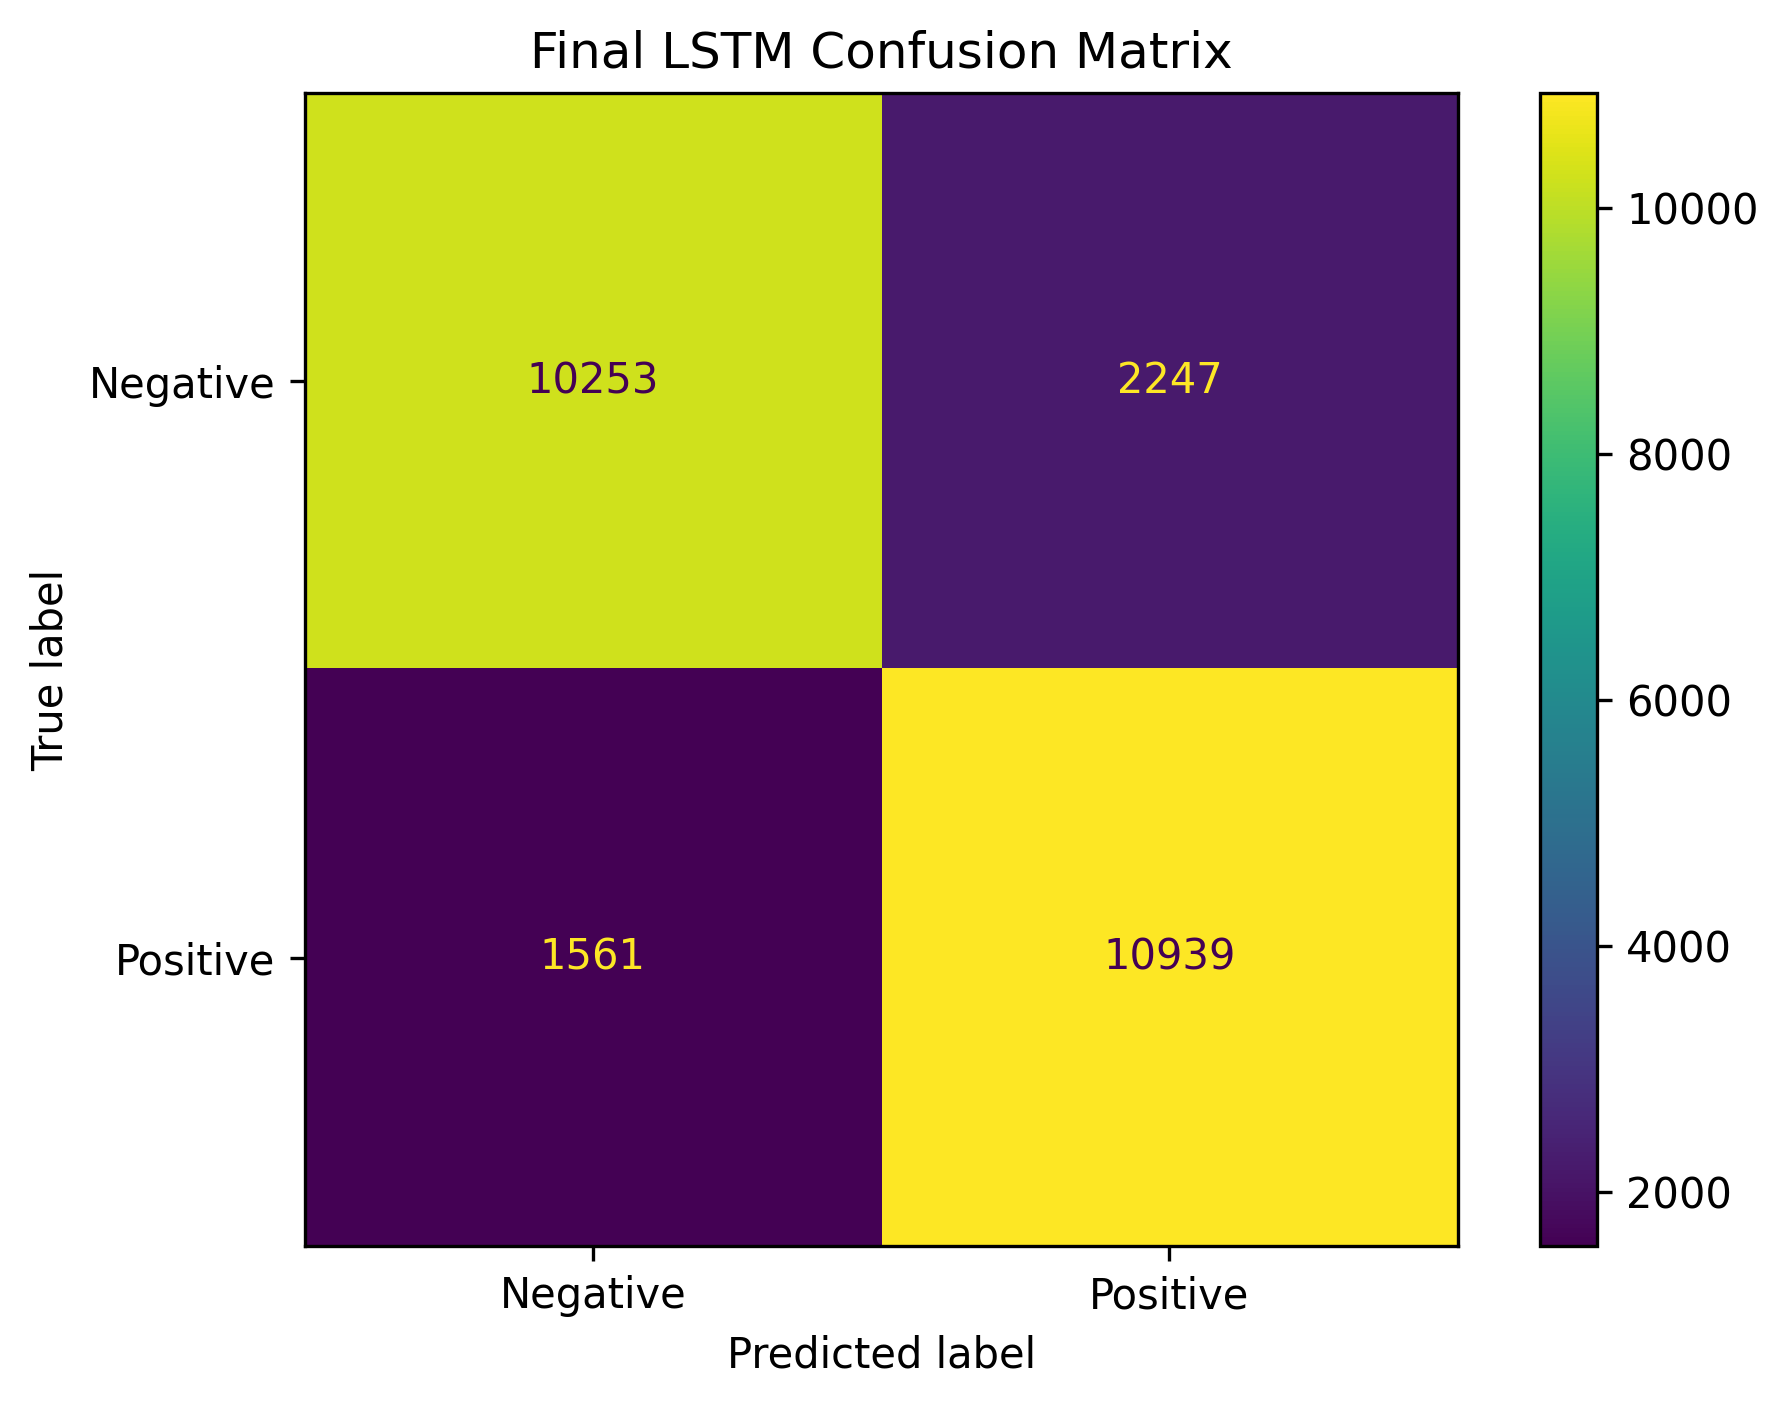 Final LSTM Confusion Matrix
Negative
10253
2247
Positive
1561
10939
True label
Negative
Positive
Predicted label
10000
8000
6000
4000
2000